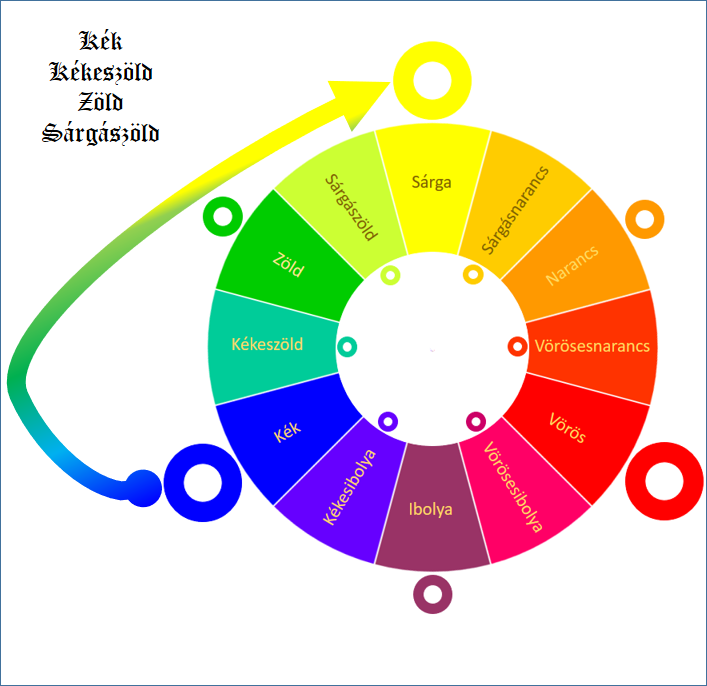 Kék
Kékeszöld
Zöld
Sárgászöld
Sárga
Sárgásnarancs
Narancs
Vörösesnarancs
Vörös
Vörösesibolya
Ibolya
Kékesibolya
Kék
Kékeszöld
Zöld
Sárgászöld